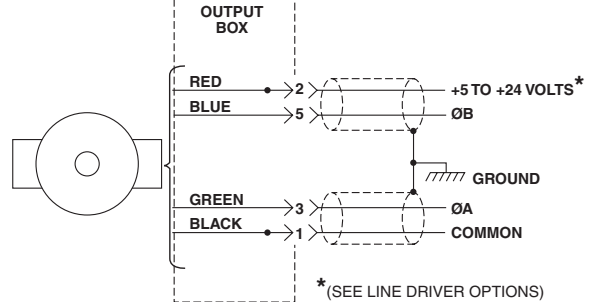 OUTPUT
BOX
RED 2 +5 TO +24 VOLTS*
BLUE 5 ØB
GROUND
GREEN 3 ØA
BLACK 1 COMMON
*(SEE LINE DRIVER OPTIONS)